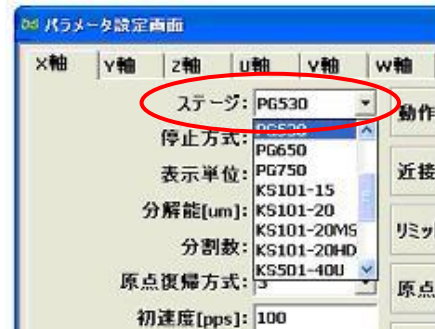 パラメータ設定画面
X軸 Y軸 Z軸 U軸 V軸 W軸
ステージ: PG530
動作
停止方式: PG530
PG650
表示単位: PG750
近接
KS101-15
分解能[um]: KS101-20
KS101-20MS
リミッ
分割数: KS101-20HD
KS501-40U
原点復帰方式: 3
原点
初速度[pps]: 100